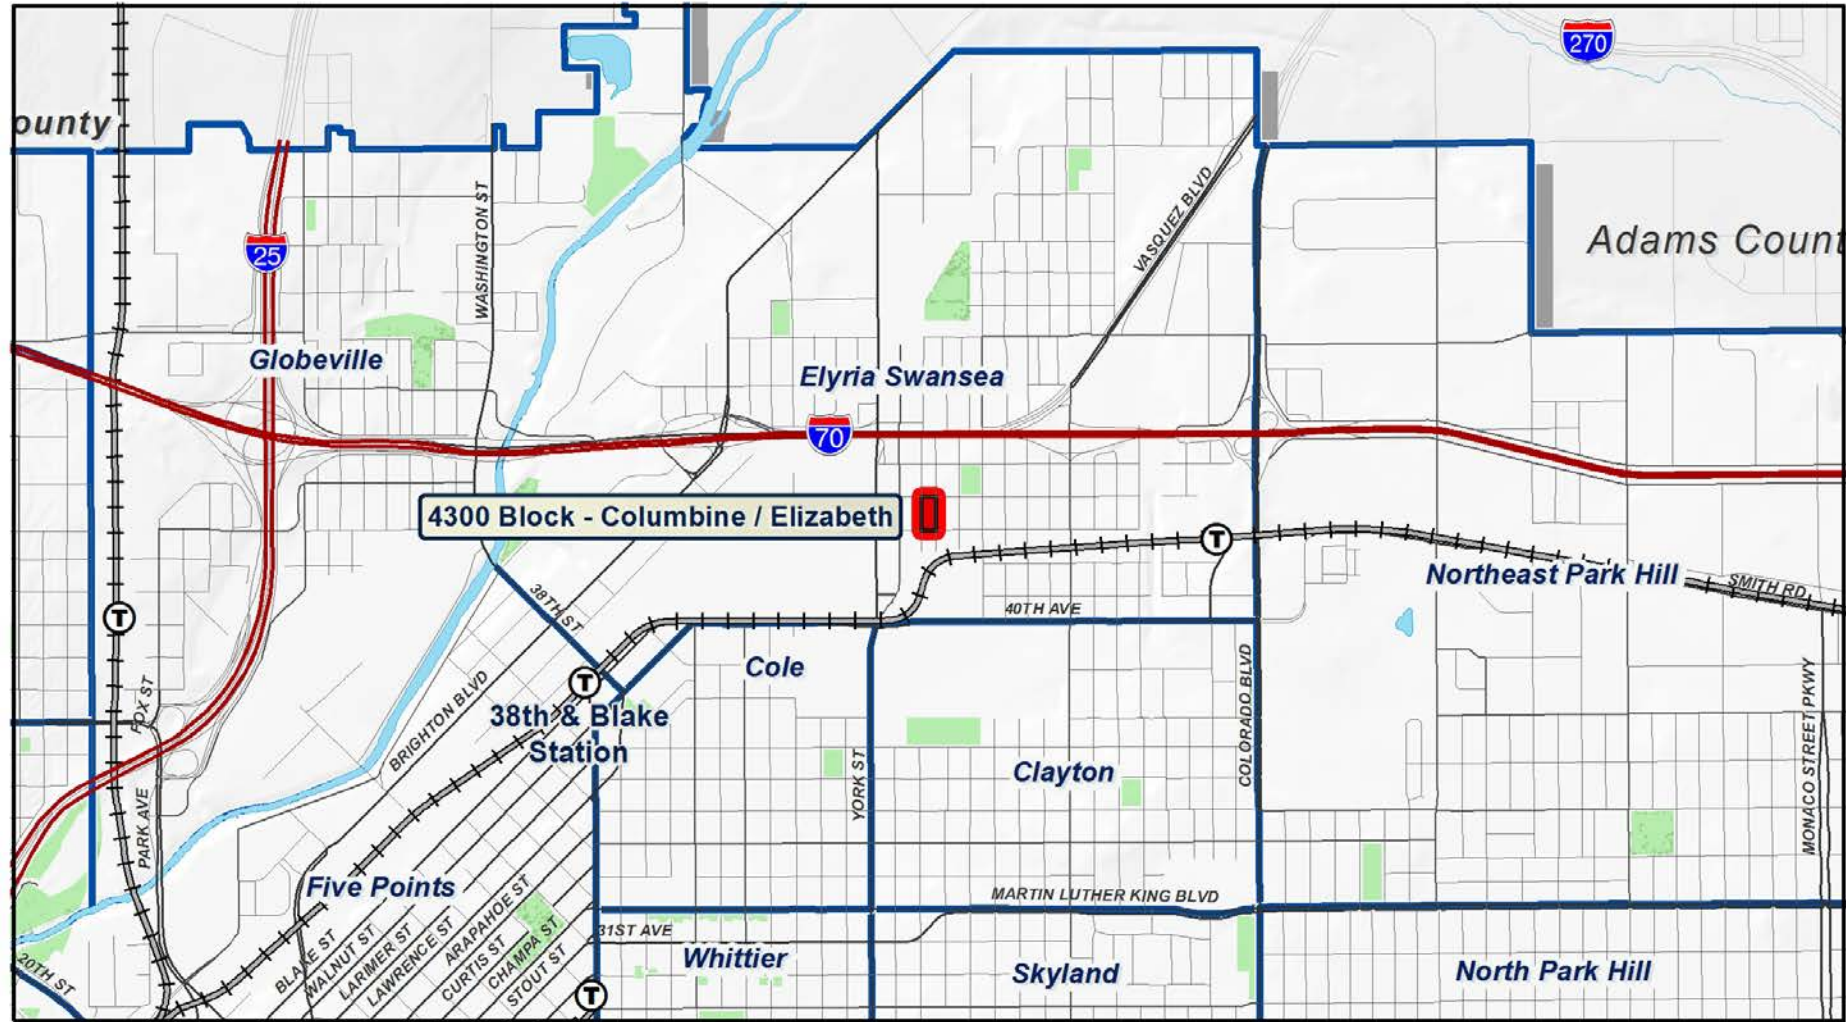 270
ounty
Adams Count
25
WASHINGTON ST
VASQUEZ BLVD
Globeville
Elyria Swansea
70
4300 Block - Columbine / Elizabeth
T
T
Northeast Park Hill
SMITH RD
38TH ST
40TH AVE
T
Cole
T
38th & Blake
Station
FOX ST
BRIGHTON BLVD
COLORADO BLVD
MONACO STREET PKWY
YORK ST
Clayton
PARK AVE
Five Points
MARTIN LUTHER KING BLVD
31ST AVE
BLAKE ST
WALNUT ST
LARIMER ST
LAWRENCE ST
ARAPAHOE ST
CURTIS ST
CHAMPA ST
STOUT ST
20TH ST
Whittier
Skyland
North Park Hill
T